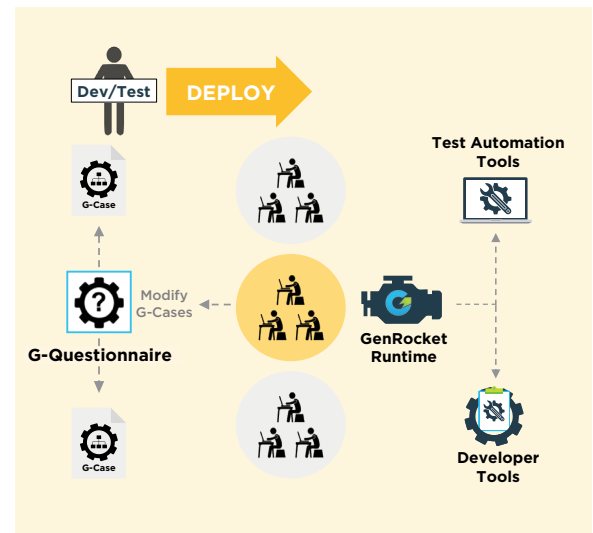 Dev/Test
DEPLOY
G-Case
Test Automation
Tools
?
Modify
G-Cases
G-Questionnaire
GenRocket
Runtime
G-Case
Developer
Tools